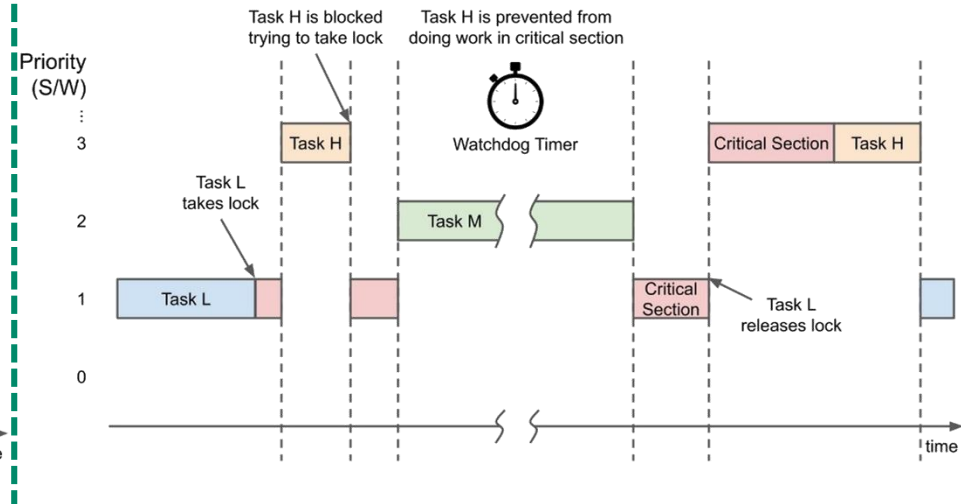 Task H is blocked
trying to take lock
Task H is prevented from
doing work in critical section
Priority
(S/W)
⋮
3
Task H
Watchdog Timer
Critical Section
Task H
Task L
takes lock
2
Task M
1
Task L
Critical
Section
Task L
releases lock
0
e
time